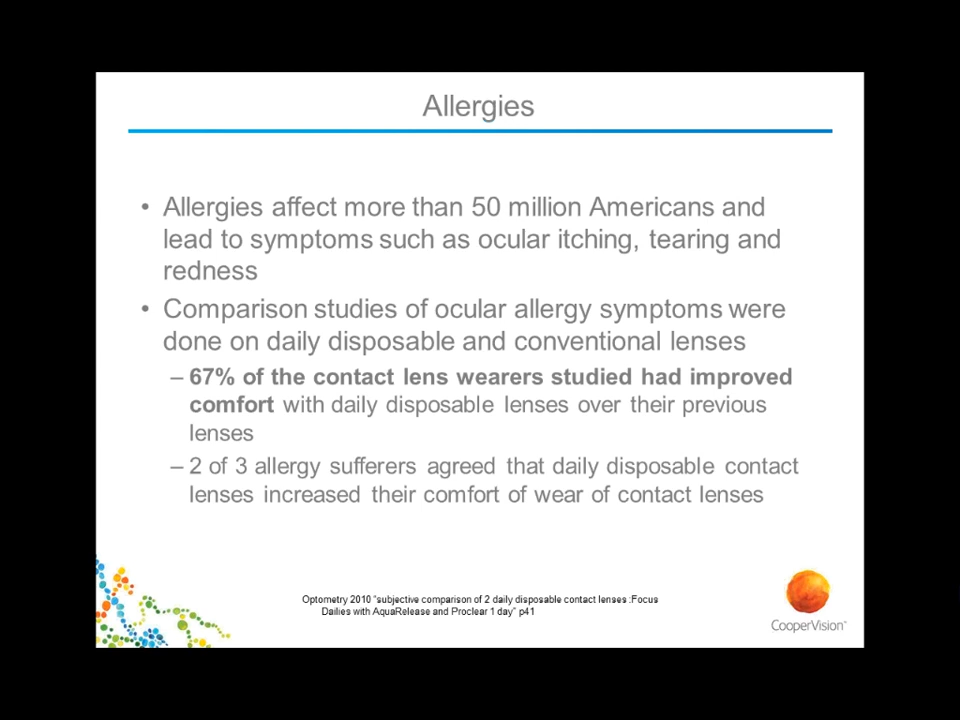 Allergies
• Allergies affect more than 50 million Americans and
lead to symptoms such as ocular itching, tearing and
redness
• Comparison studies of ocular allergy symptoms were
done on daily disposable and conventional lenses
– 67% of the contact lens wearers studied had improved
comfort with daily disposable lenses over their previous
lenses
– 2 of 3 allergy sufferers agreed that daily disposable contact
lenses increased their comfort of wear of contact lenses
Optometry 2010 "subjective comparison of 2 daily disposable contact lenses :Focus
Dailies with AquaRelease and Proclear 1 day" p41
CooperVision™